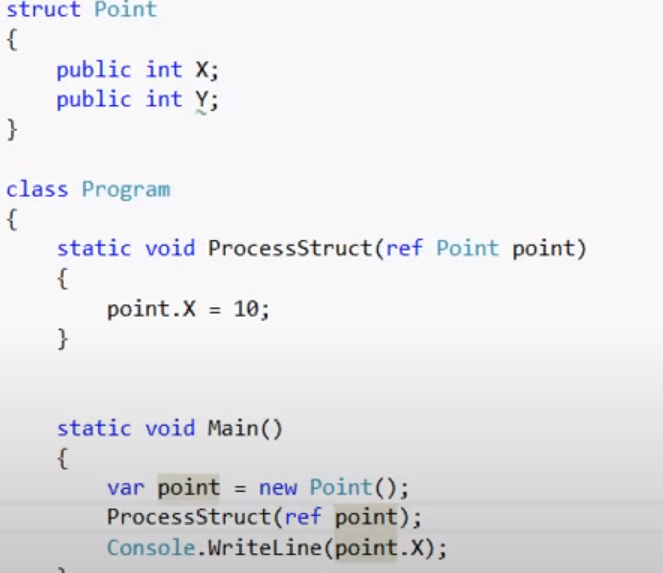 struct Point
{
    public int X;
    public int Y;
}
class Program
{
    static void ProcessStruct(ref Point point)
    {
        point.X = 10;
    }
    static void Main()
    {
        var point = new Point();
        ProcessStruct(ref point);
        Console.WriteLine(point.X);
    }